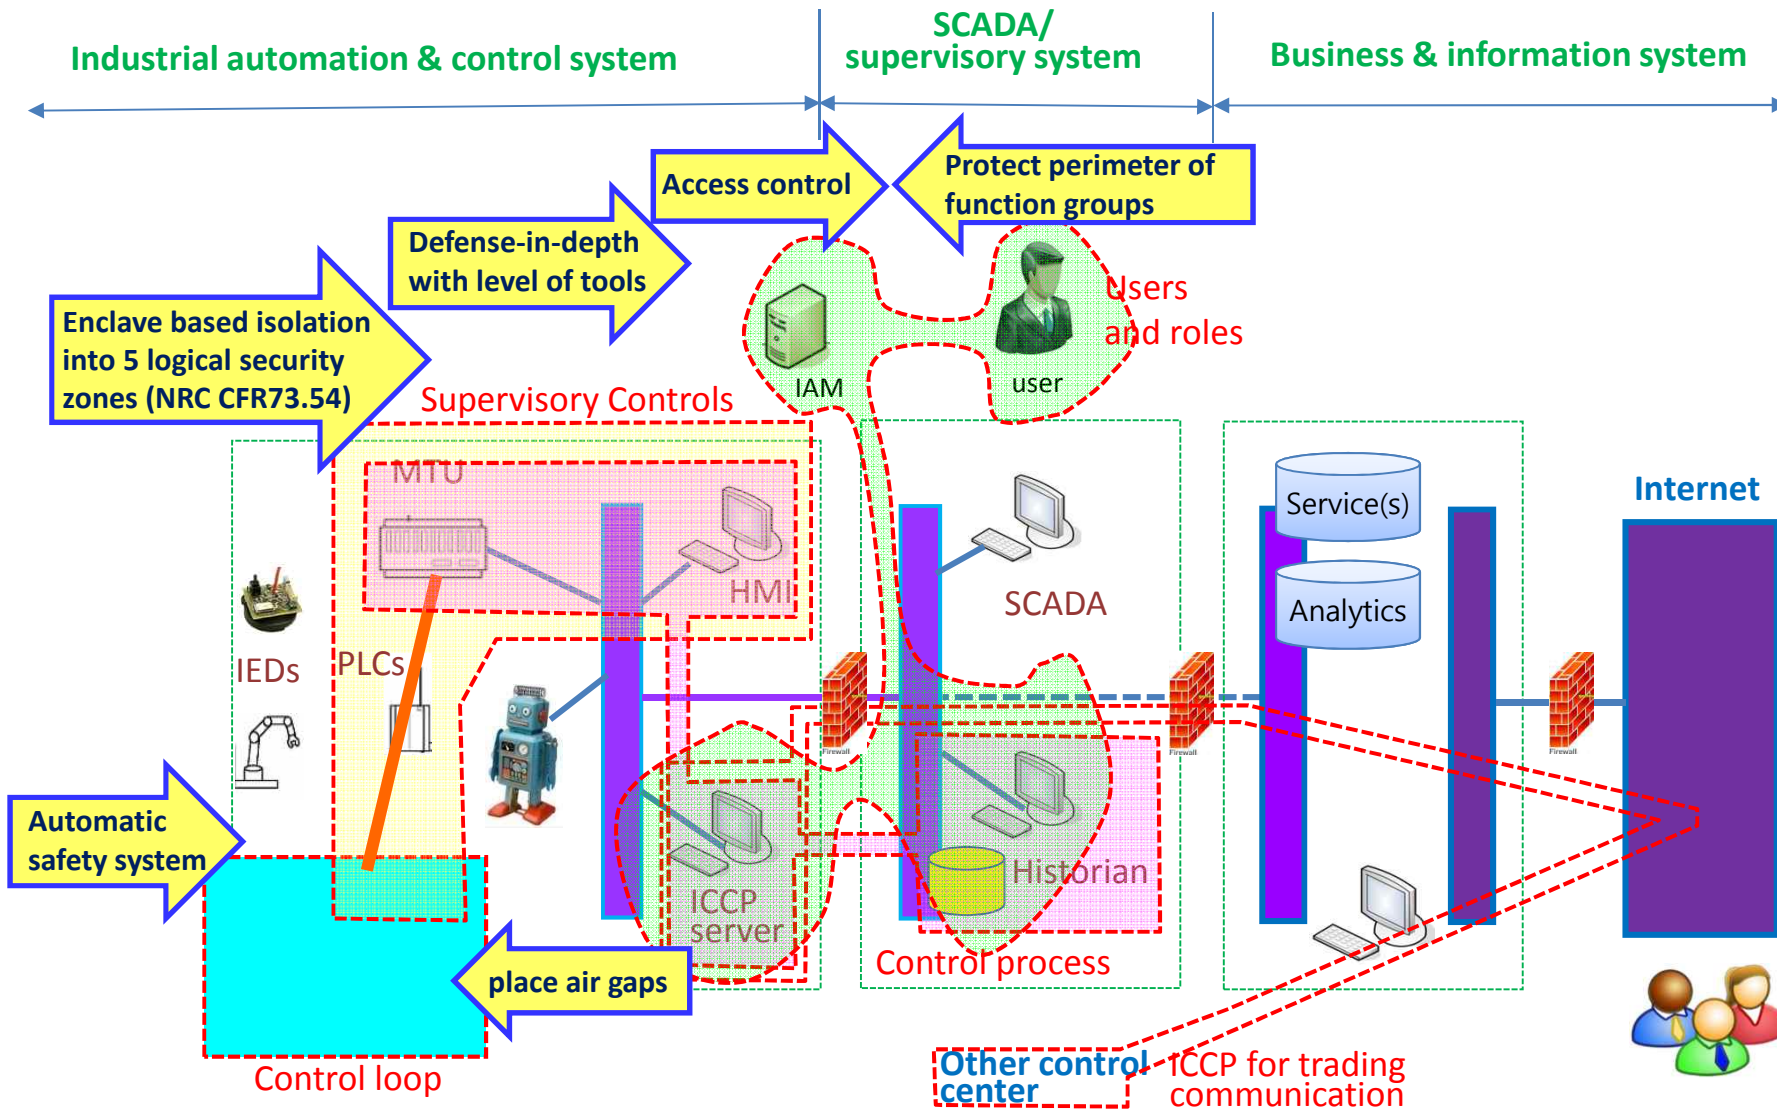 SCADA/
supervisory system
Industrial automation & control system
Business & information system
Access control
Protect perimeter of
function groups
Defense-in-depth
with level of tools
Enclave based isolation
into 5 logical security
zones (NRC CFR73.54)
Users
and roles
IAM
user
Supervisory Controls
MTU
HMI
Service(s)
Analytics
Internet
SCADA
IEDs
PLCs
Firewall
Firewall
Firewall
Automatic
safety system
ICCP
server
Historian
place air gaps
Control process
Control loop
Other control
center
ICCP for trading
communication